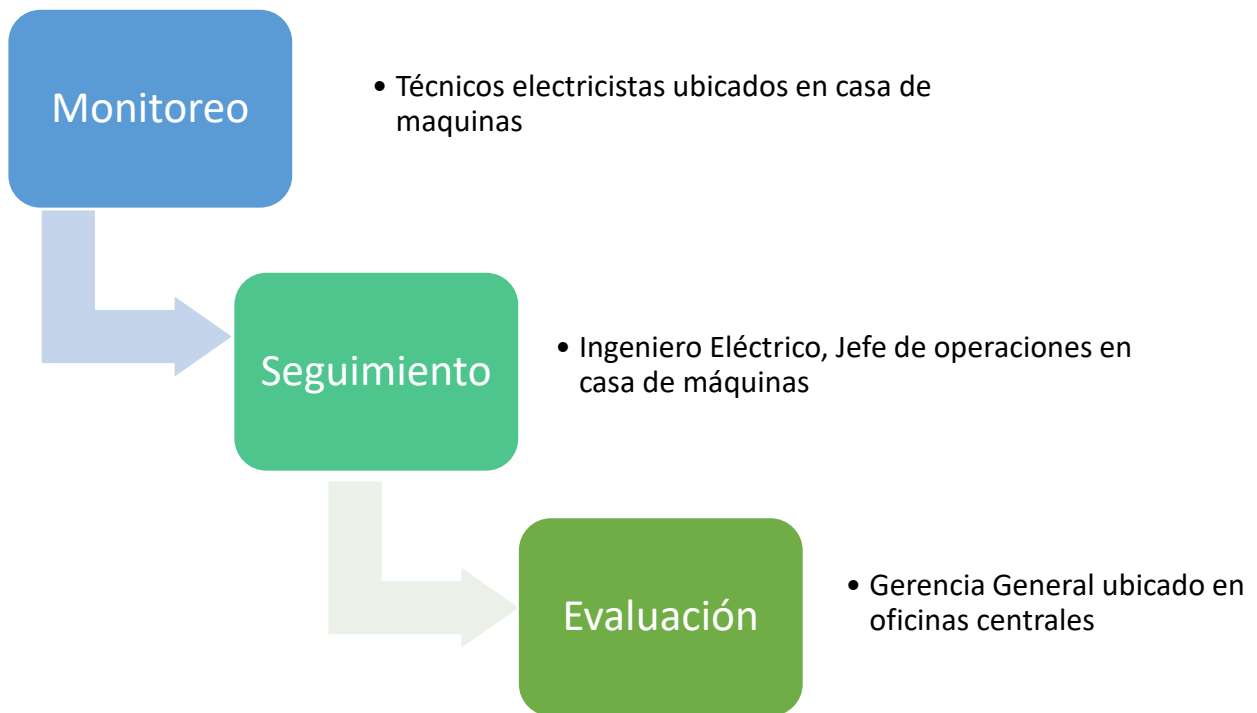 Monitoreo
• Técnicos electricistas ubicados en casa de
maquinas
Seguimiento
• Ingeniero Eléctrico, Jefe de operaciones en
casa de máquinas
Evaluación
• Gerencia General ubicado en
oficinas centrales